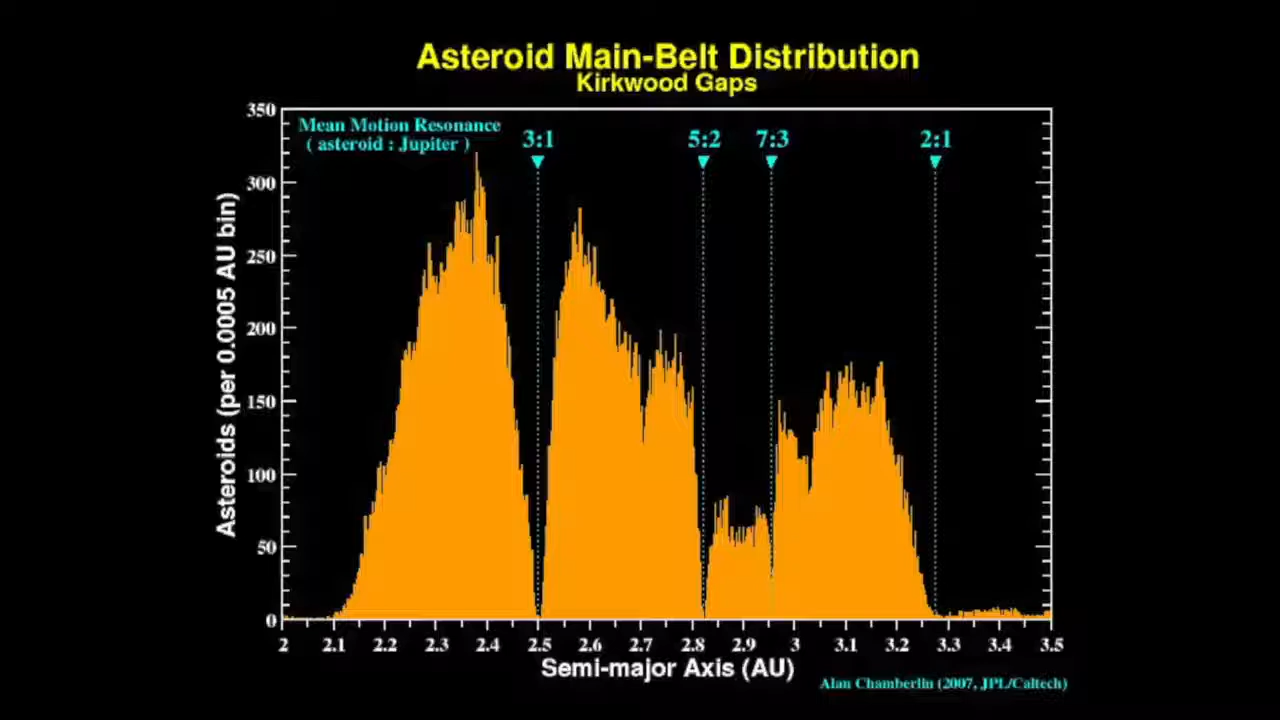 Asteroid Main-Belt Distribution
Kirkwood Gaps
Mean Motion Resonance
( asteroid : Jupiter )
3:1 5:2 7:3 2:1
350
300
250
200
150
100
50
0
Asteroids (per 0.0005 AU bin)
2 2.1 2.2 2.3 2.4 2.5 2.6 2.7 2.8 2.9 3 3.1 3.2 3.3 3.4 3.5
Semi-major Axis (AU)
Alan Chamberlin (2007, JPL/Caltech)